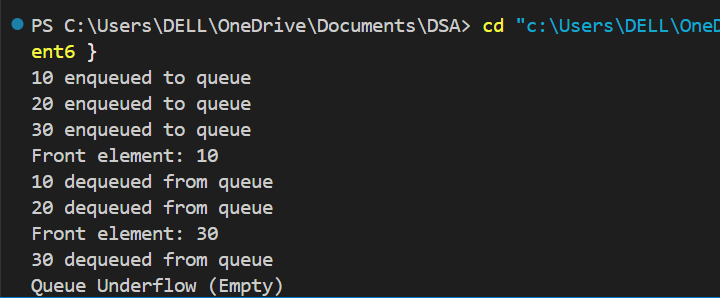 PS C:\Users\DELL\OneDrive\Documents\DSA> cd "c:\Users\DELL\OneD
ent6 }
10 enqueued to queue
20 enqueued to queue
30 enqueued to queue
Front element: 10
10 dequeued from queue
20 dequeued from queue
Front element: 30
30 dequeued from queue
Queue Underflow (Empty)